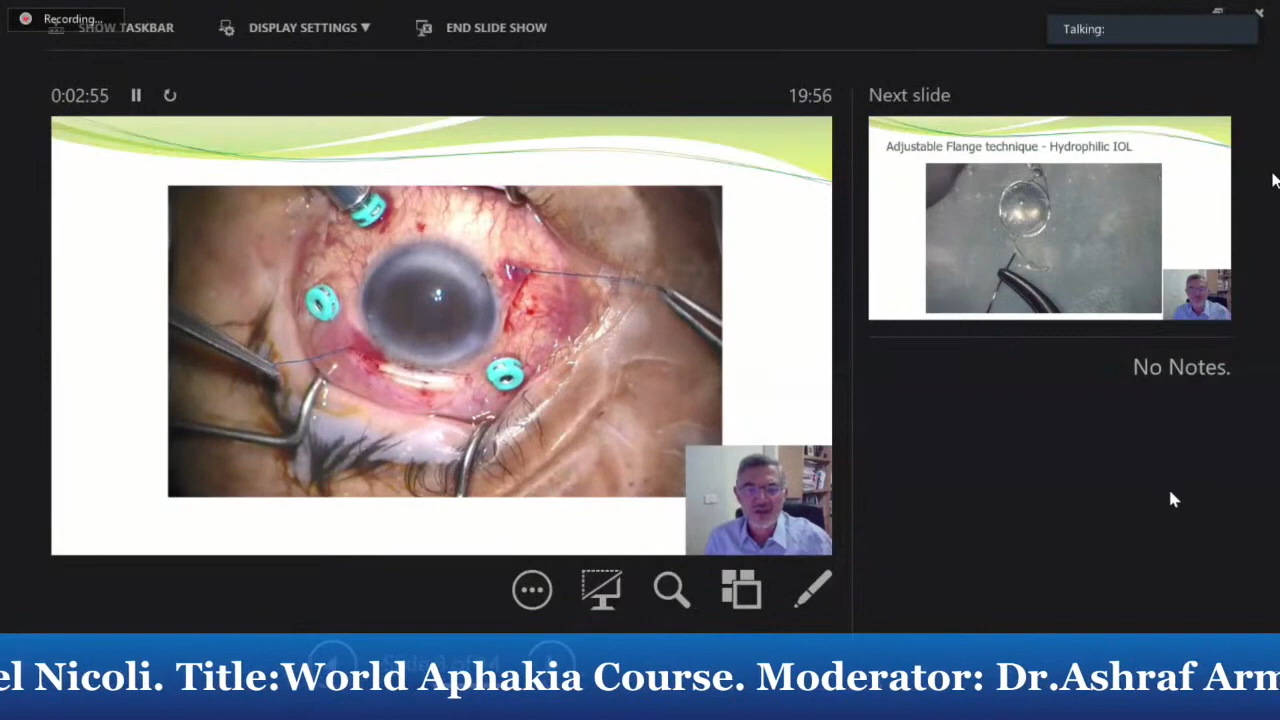 Recording...
SHOW TASKBAR
DISPLAY SETTINGS
END SLIDE SHOW
Talking:
0:02:55
19:56
Next slide
Adjustable Flange technique - Hydrophilic IOL
No Notes.
el Nicoli. Title:World Aphakia Course. Moderator: Dr.Ashraf Arm